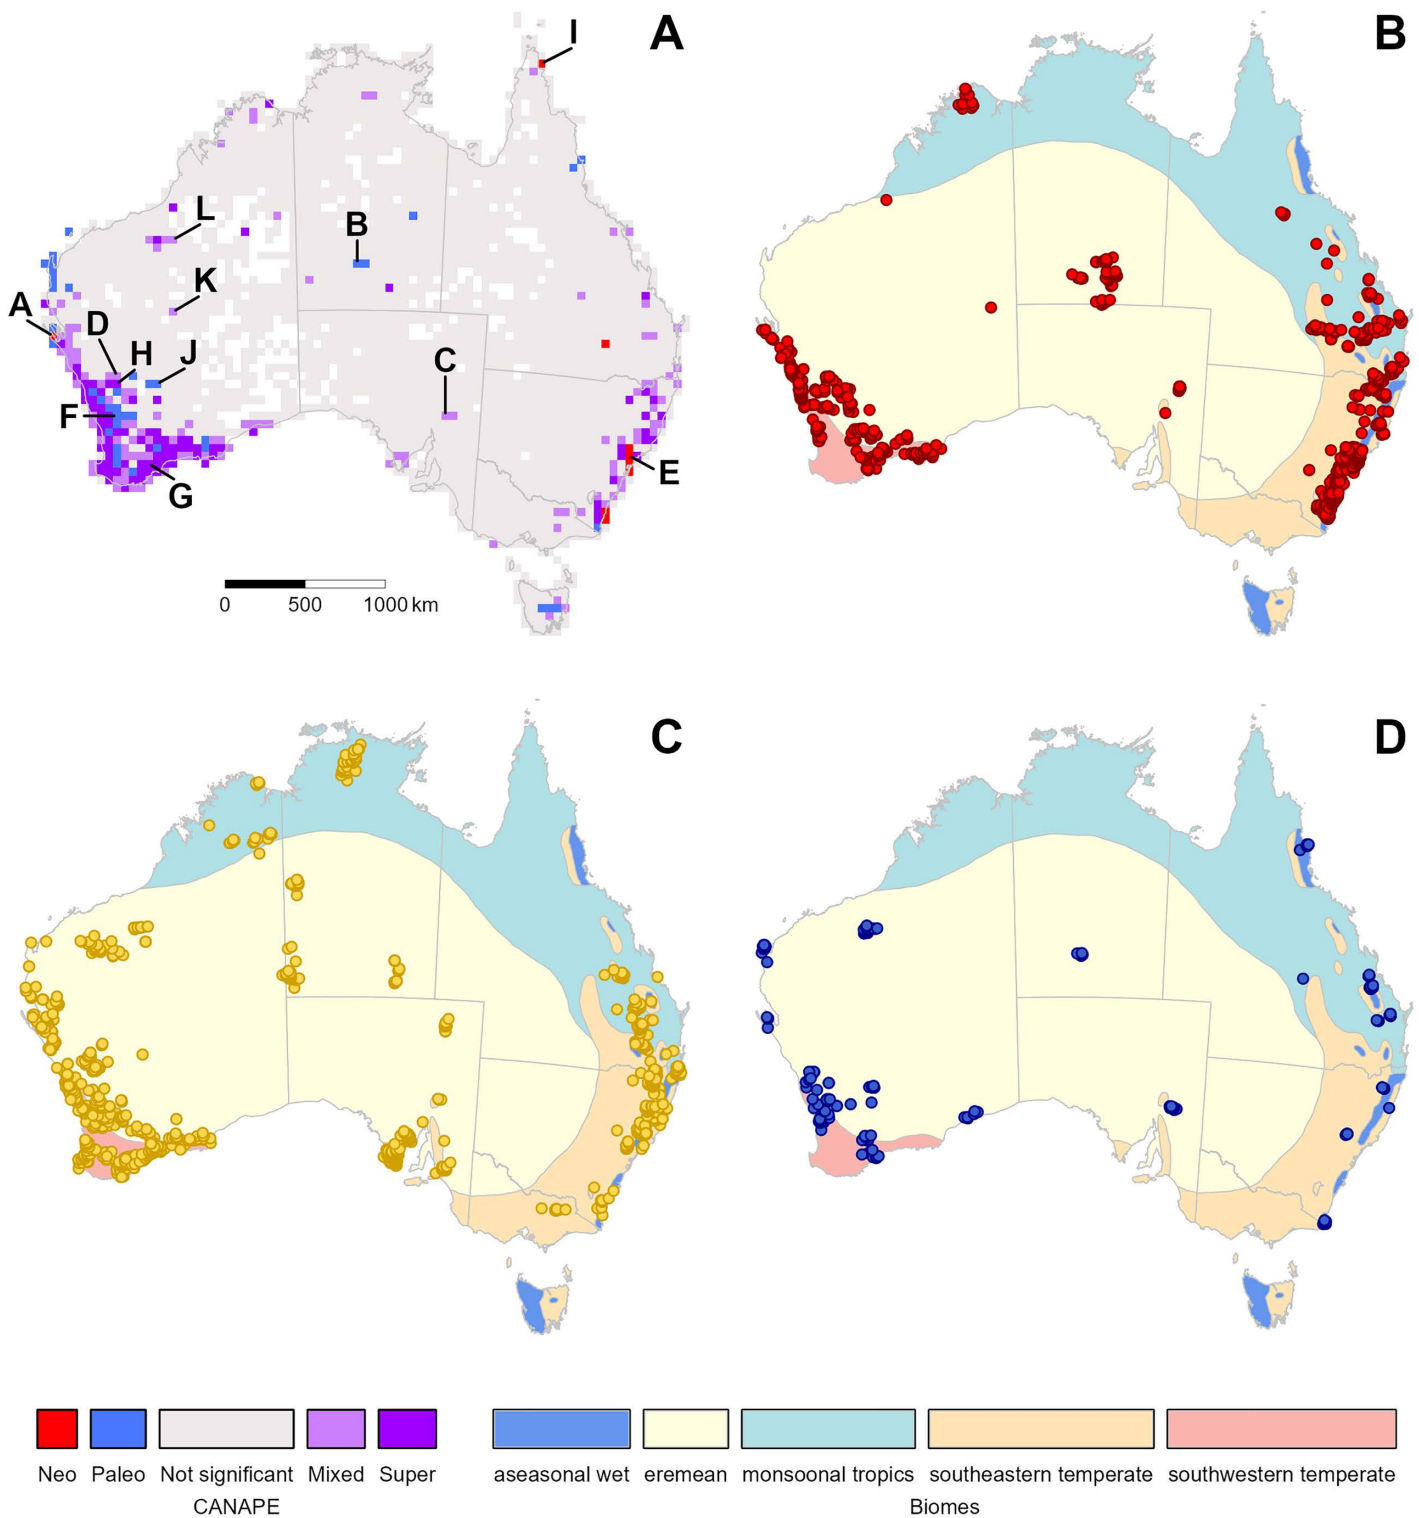 A
B
I
L
B
K
A
D
H
J
C
F
E
G
0 500 1000 km
C
D
Neo Paleo Not significant Mixed Super
CANAPE
aseasonal wet eremean monsoonal tropics southeastern temperate southwestern temperate
Biomes